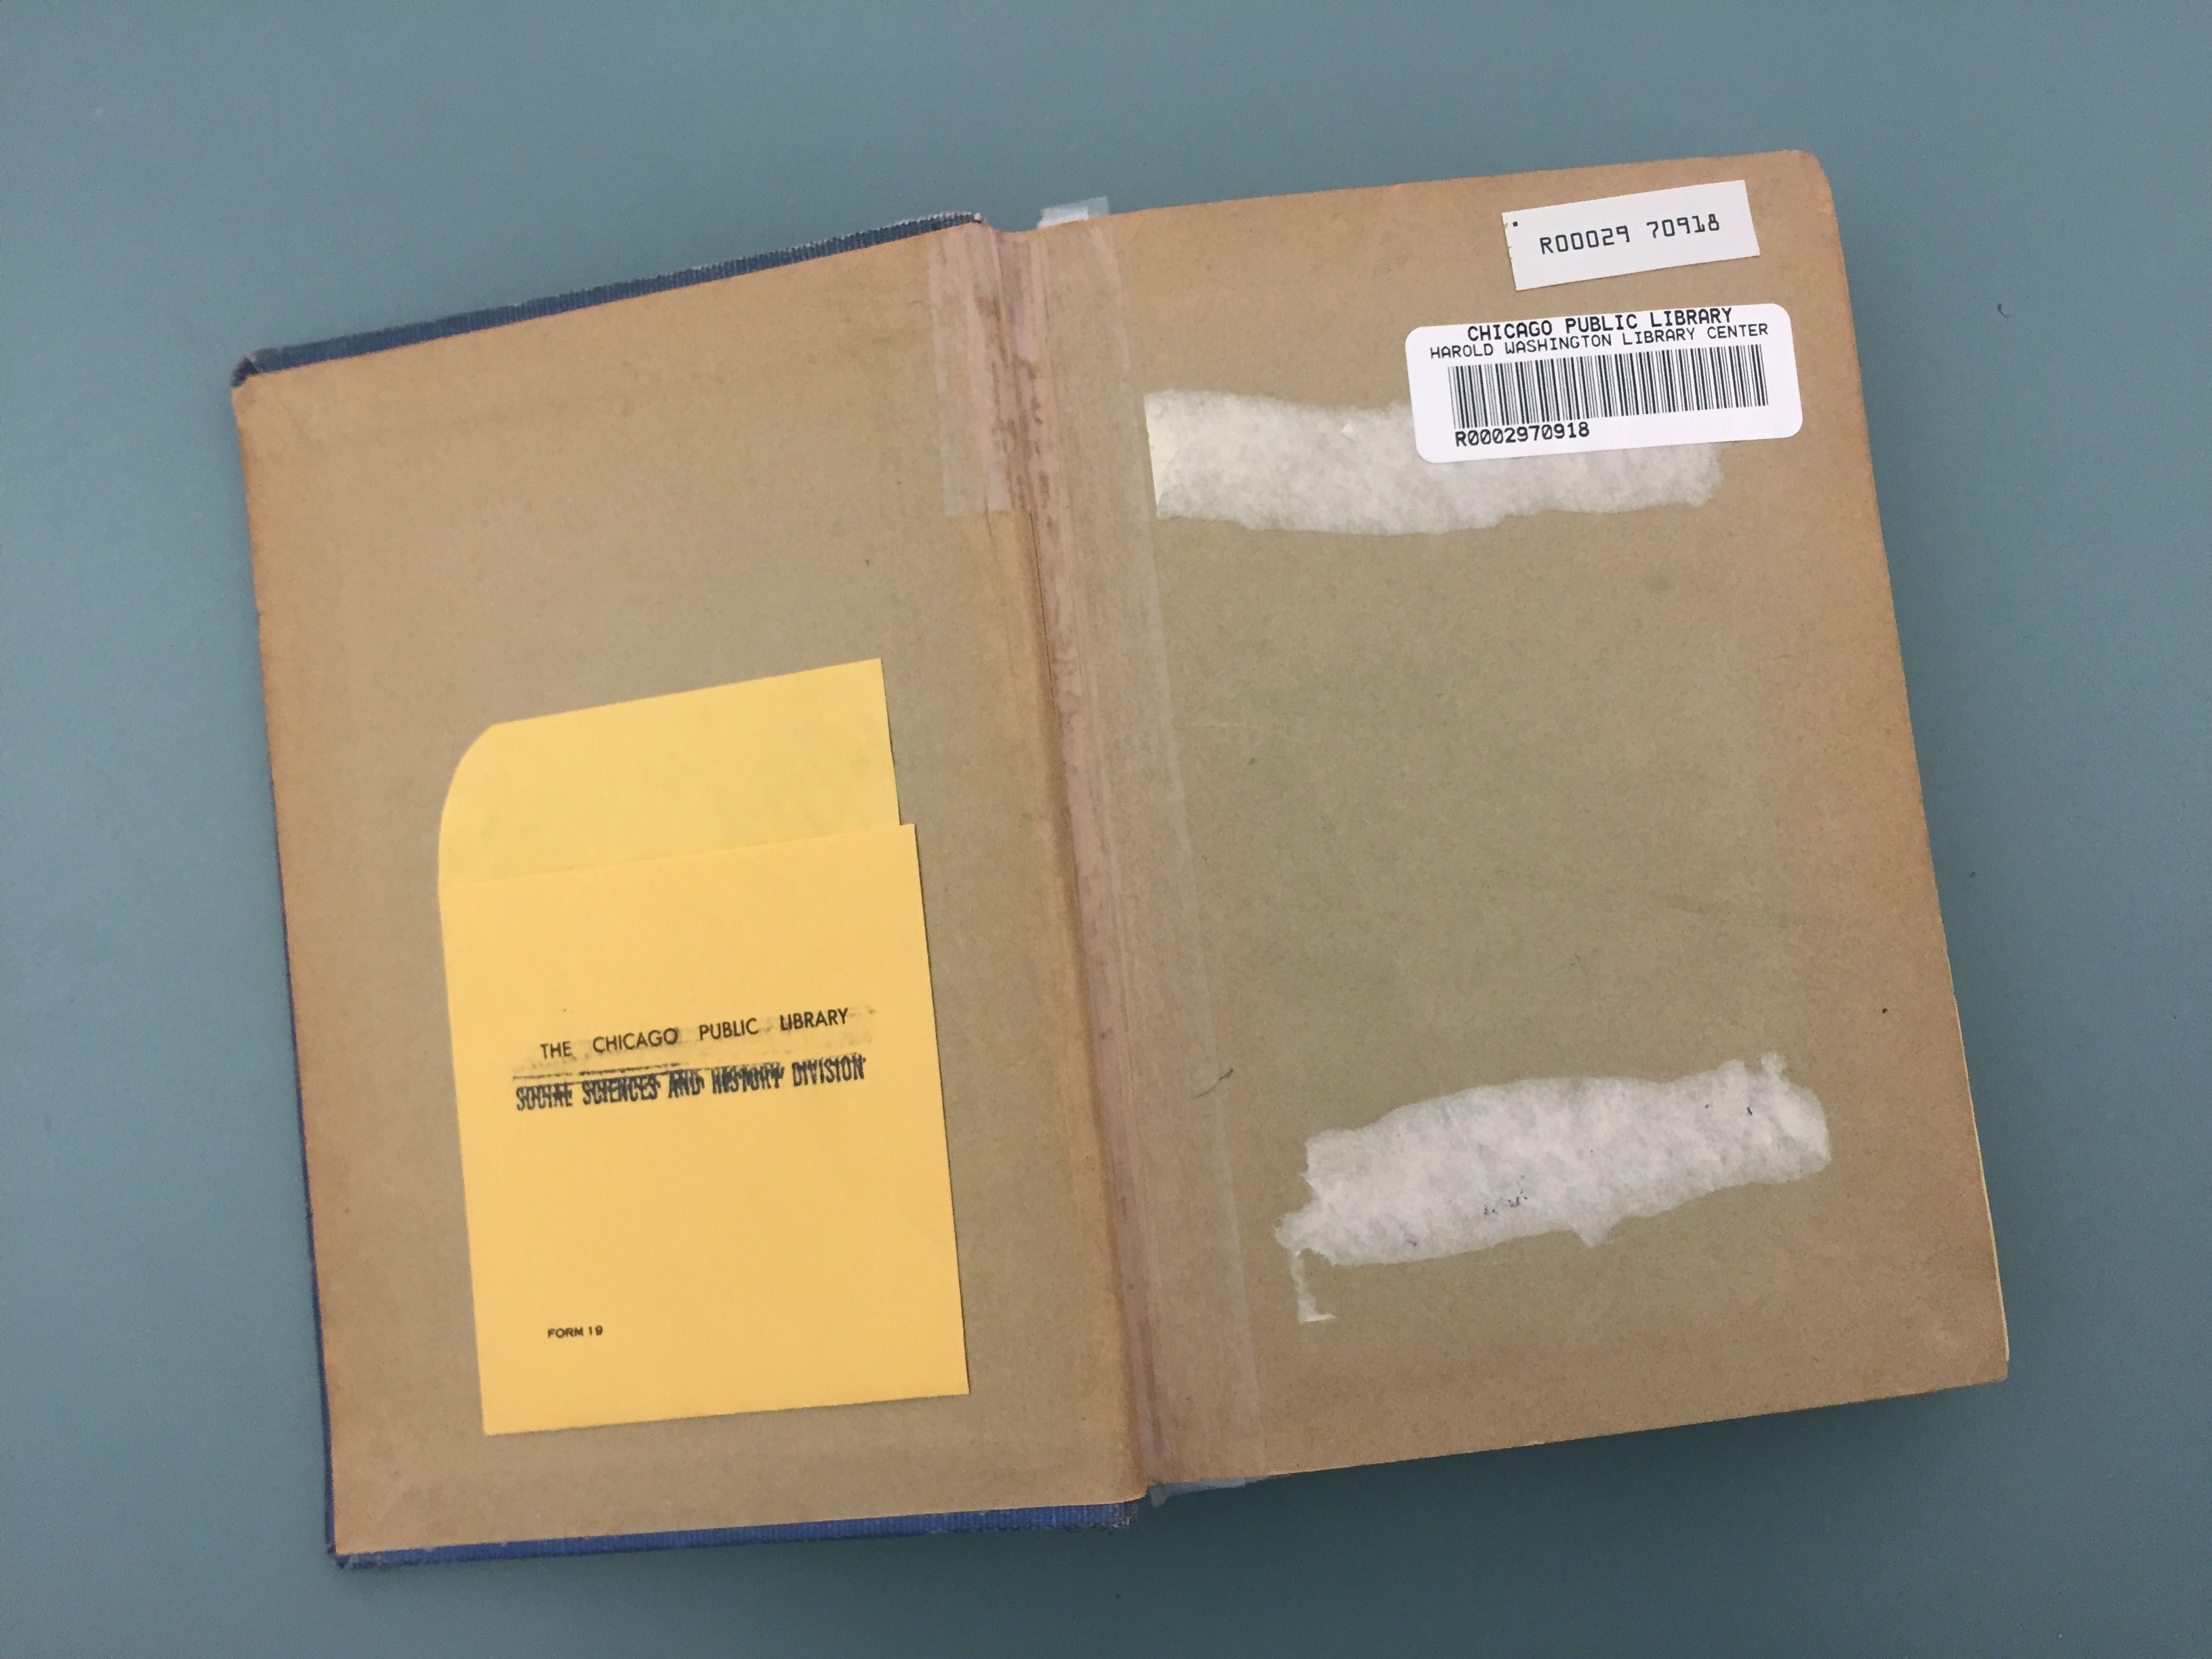 THE CHICAGO PUBLIC LIBRARY
SOCIAL SCIENCES AND HISTORY DIVISION
FORM 19
R00029 70918
CHICAGO PUBLIC LIBRARY
HAROLD WASHINGTON LIBRARY CENTER
R0002970918